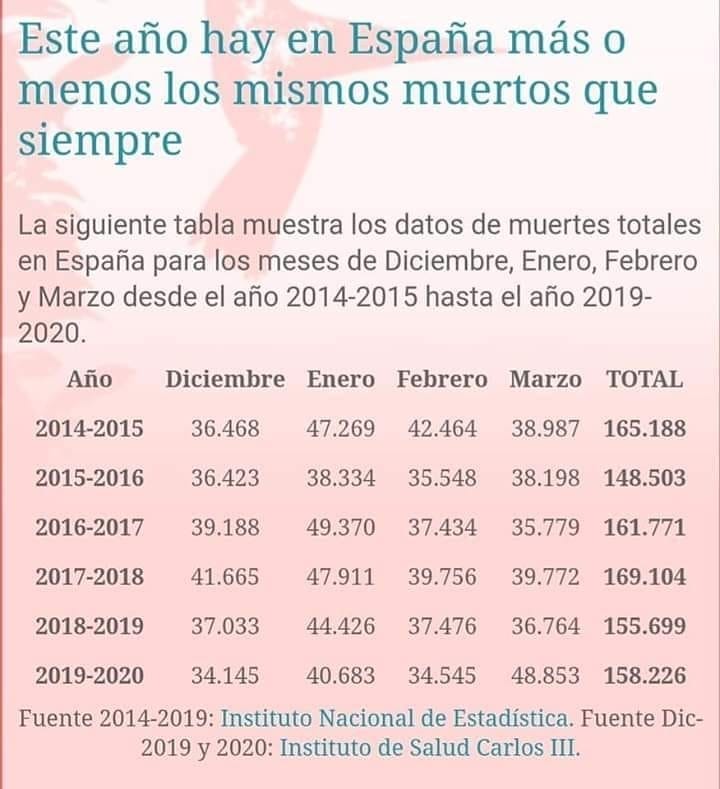 Este año hay en España más o
menos los mismos muertos que
siempre
La siguiente tabla muestra los datos de muertes totales
en España para los meses de Diciembre, Enero, Febrero
y Marzo desde el año 2014-2015 hasta el año 2019-
2020.
Año Diciembre Enero Febrero Marzo TOTAL
2014-2015 36.468 47.269 42.464 38.987 165.188
2015-2016 36.423 38.334 35.548 38.198 148.503
2016-2017 39.188 49.370 37.434 35.779 161.771
2017-2018 41.665 47.911 39.756 39.772 169.104
2018-2019 37.033 44.426 37.476 36.764 155.699
2019-2020 34.145 40.683 34.545 48.853 158.226
Fuente 2014-2019: Instituto Nacional de Estadística. Fuente Dic-
2019 y 2020: Instituto de Salud Carlos III.